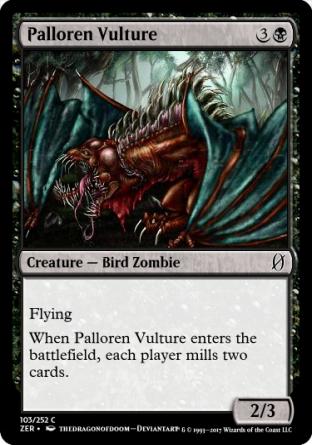 Palloren Vulture 3
Creature — Bird Zombie
Flying
When Palloren Vulture enters the
battlefield, each player mills two
cards.
2/3
103/252 C
ZER • THEDRAGONOFDOOM—DEVIANTART ™ & © 1993–2017 Wizards of the Coast LLC